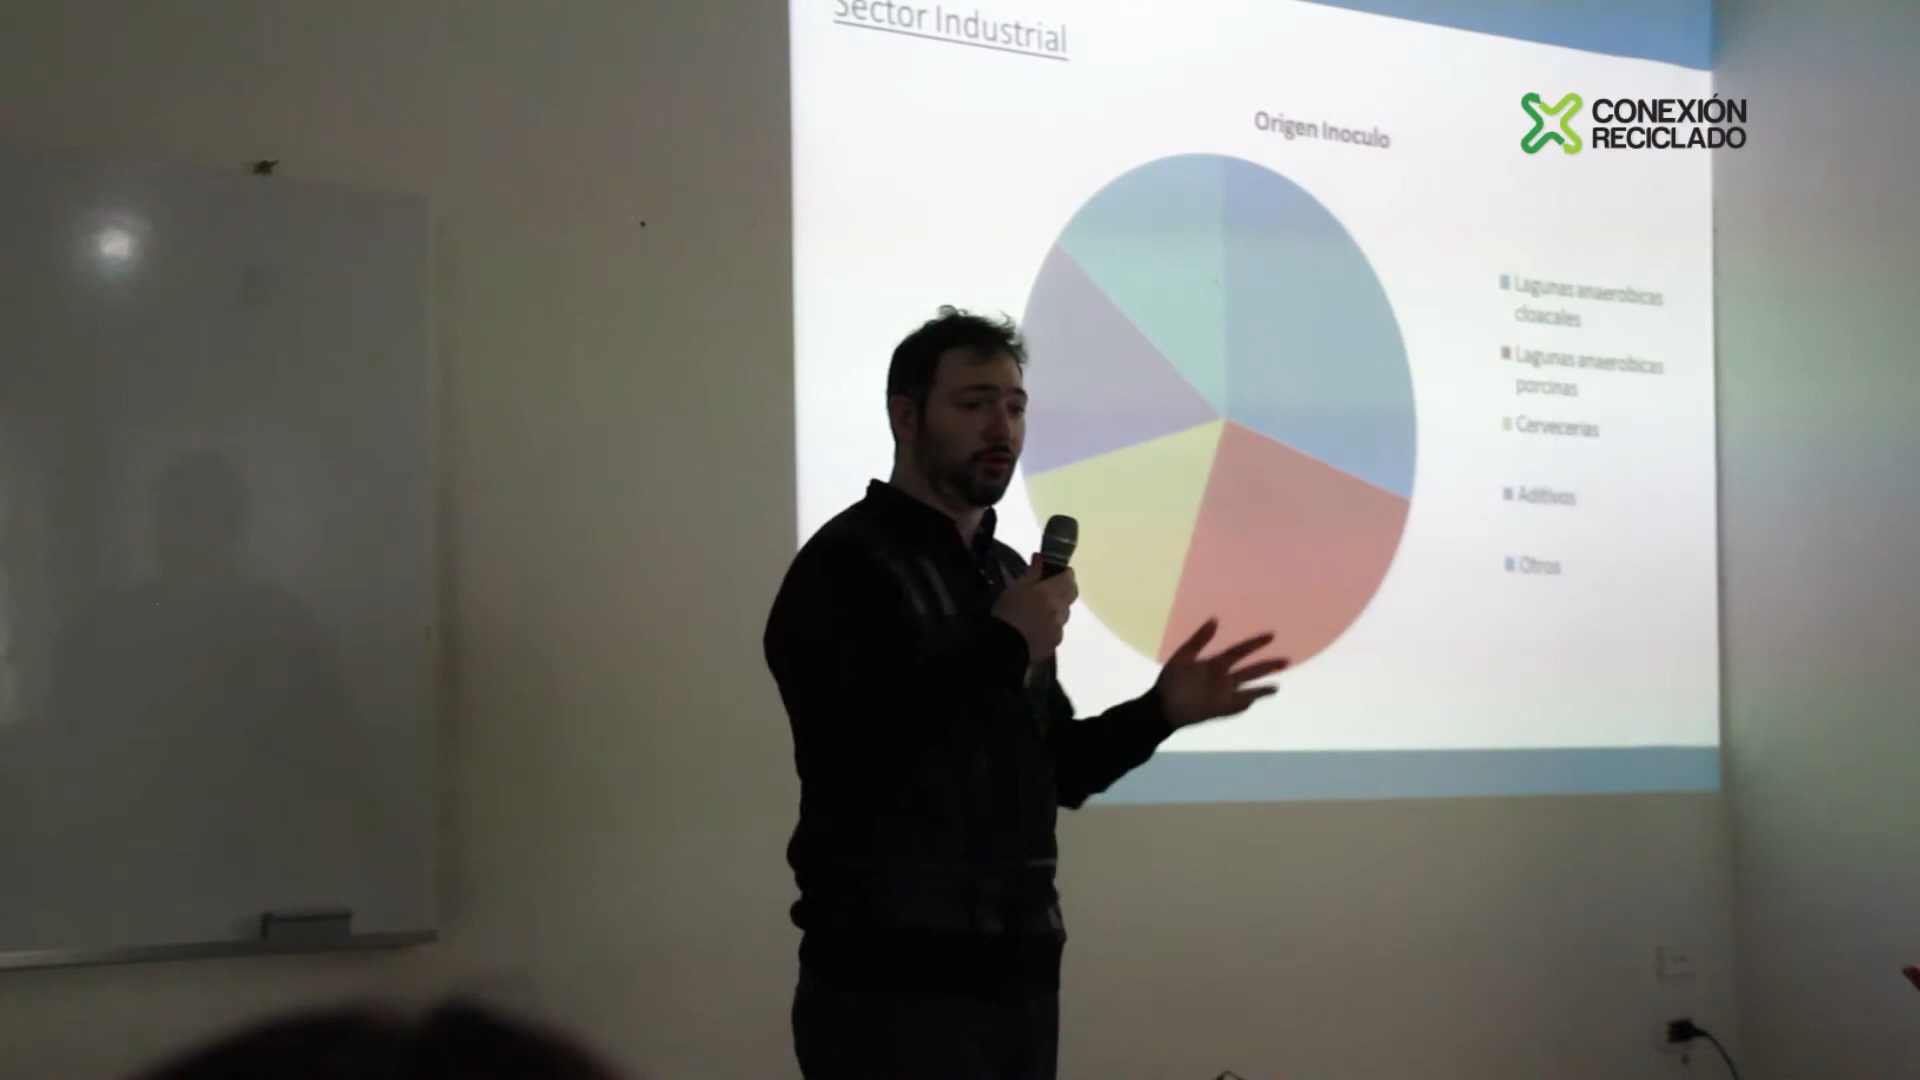 Sector Industrial
Origen Inoculo
CONEXIÓN
RECICLADO
Lagunas anaerobicas
cloacales
Lagunas anaerobicas
porcinas
Cervecerias
Aditivos
Otros